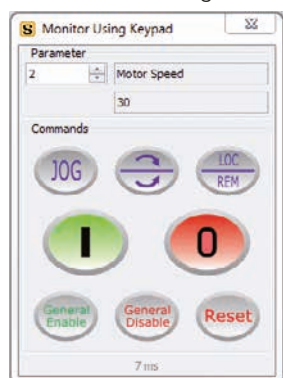 S Monitor Using Keypad
Parameter
2 Motor Speed
30
Commands
JOG
LOC
REM
I 0
General Enable
General Disable
Reset
7 ms